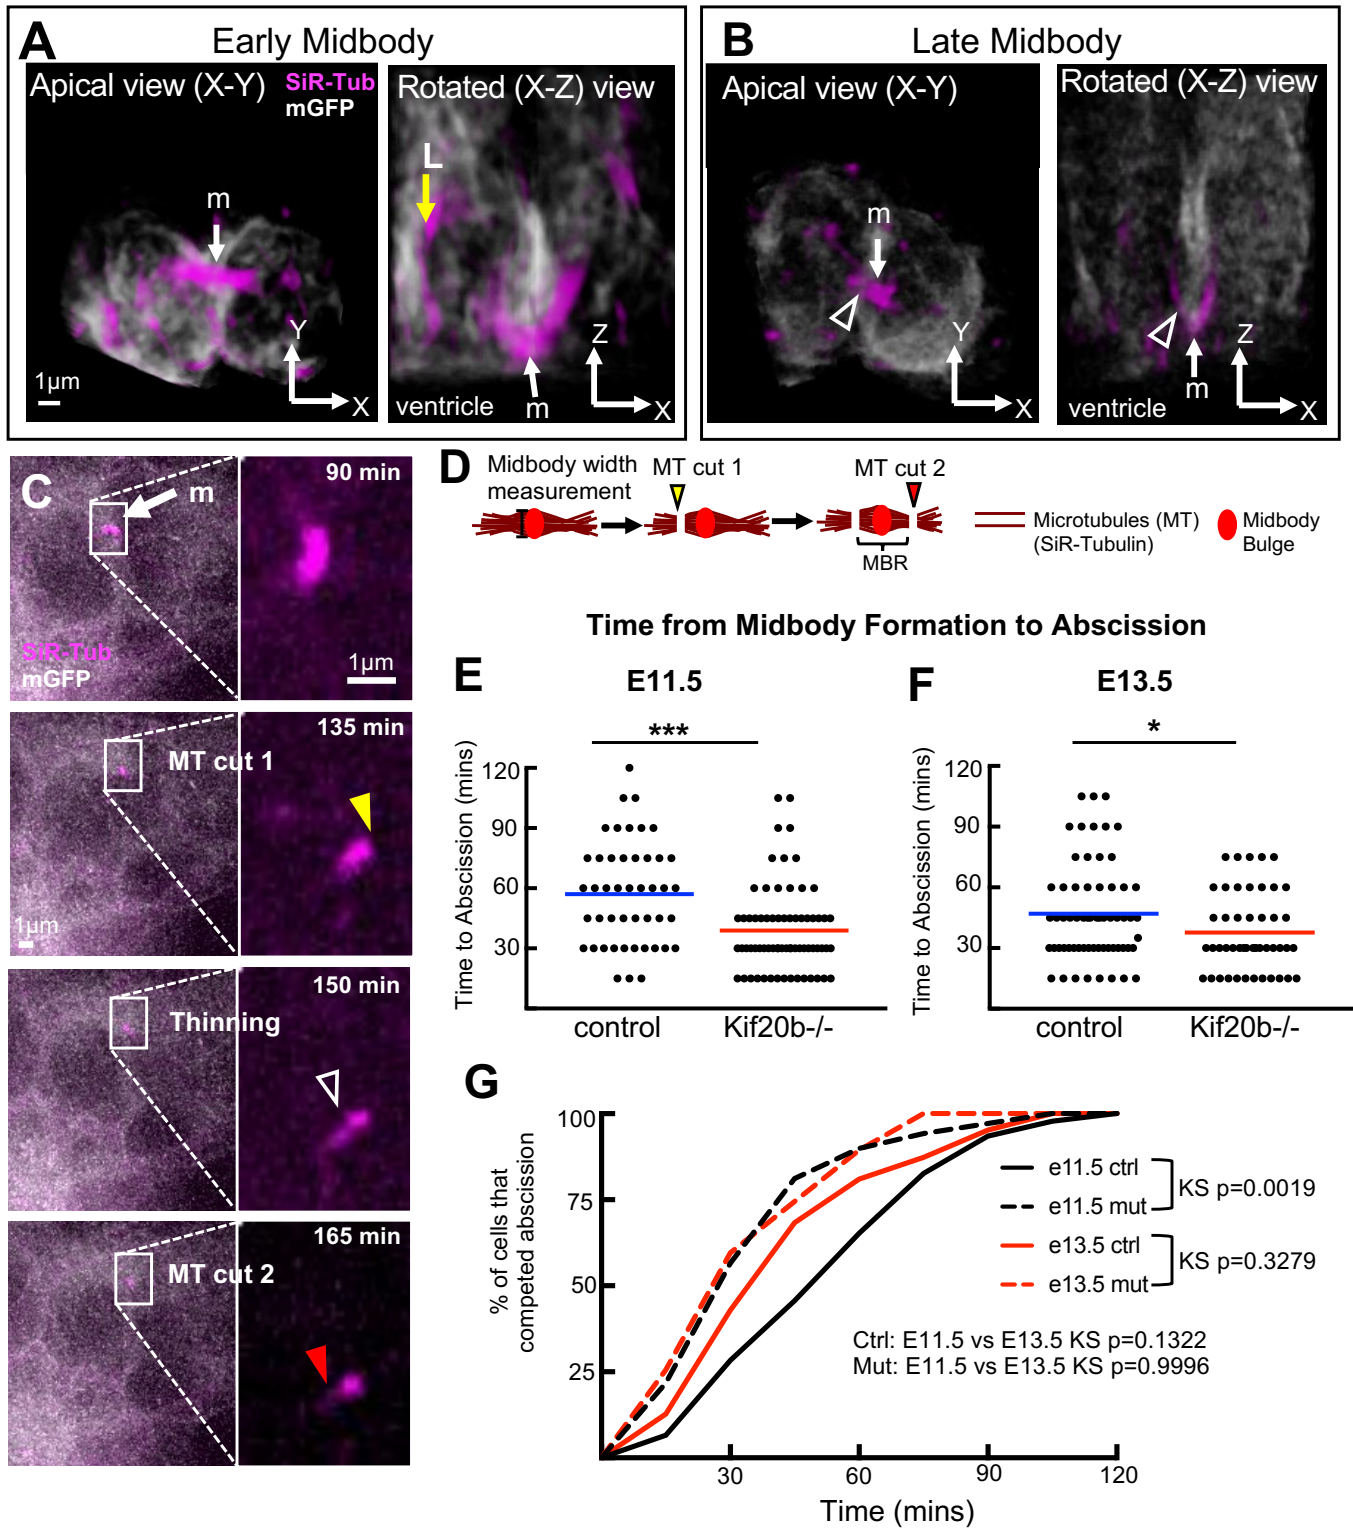 A
Early Midbody
Apical view (X-Y)
SiR-Tub
mGFP
Rotated (X-Z) view
L
m
Y
X
1µm
Z
X
ventricle
m
B
Late Midbody
Apical view (X-Y)
Rotated (X-Z) view
m
Y
X
Z
X
ventricle
m
C
m
90 min
SiR-Tub
mGFP
1µm
135 min
MT cut 1
1µm
150 min
Thinning
165 min
MT cut 2
D
Midbody width
measurement
MT cut 1
MT cut 2
MBR
Microtubules (MT)
(SiR-Tubulin)
Midbody
Bulge
Time from Midbody Formation to Abscission
E
E11.5
***
Time to Abscission (mins)
120
90
60
30
control
Kif20b-/-
F
E13.5
*
Time to Abscission (mins)
120
90
60
30
control
Kif20b-/-
G
% of cells that
competed abscission
100
75
50
25
30
60
90
120
Time (mins)
e11.5 ctrl
e11.5 mut
KS p=0.0019
e13.5 ctrl
e13.5 mut
KS p=0.3279
Ctrl: E11.5 vs E13.5 KS p=0.1322
Mut: E11.5 vs E13.5 KS p=0.9996